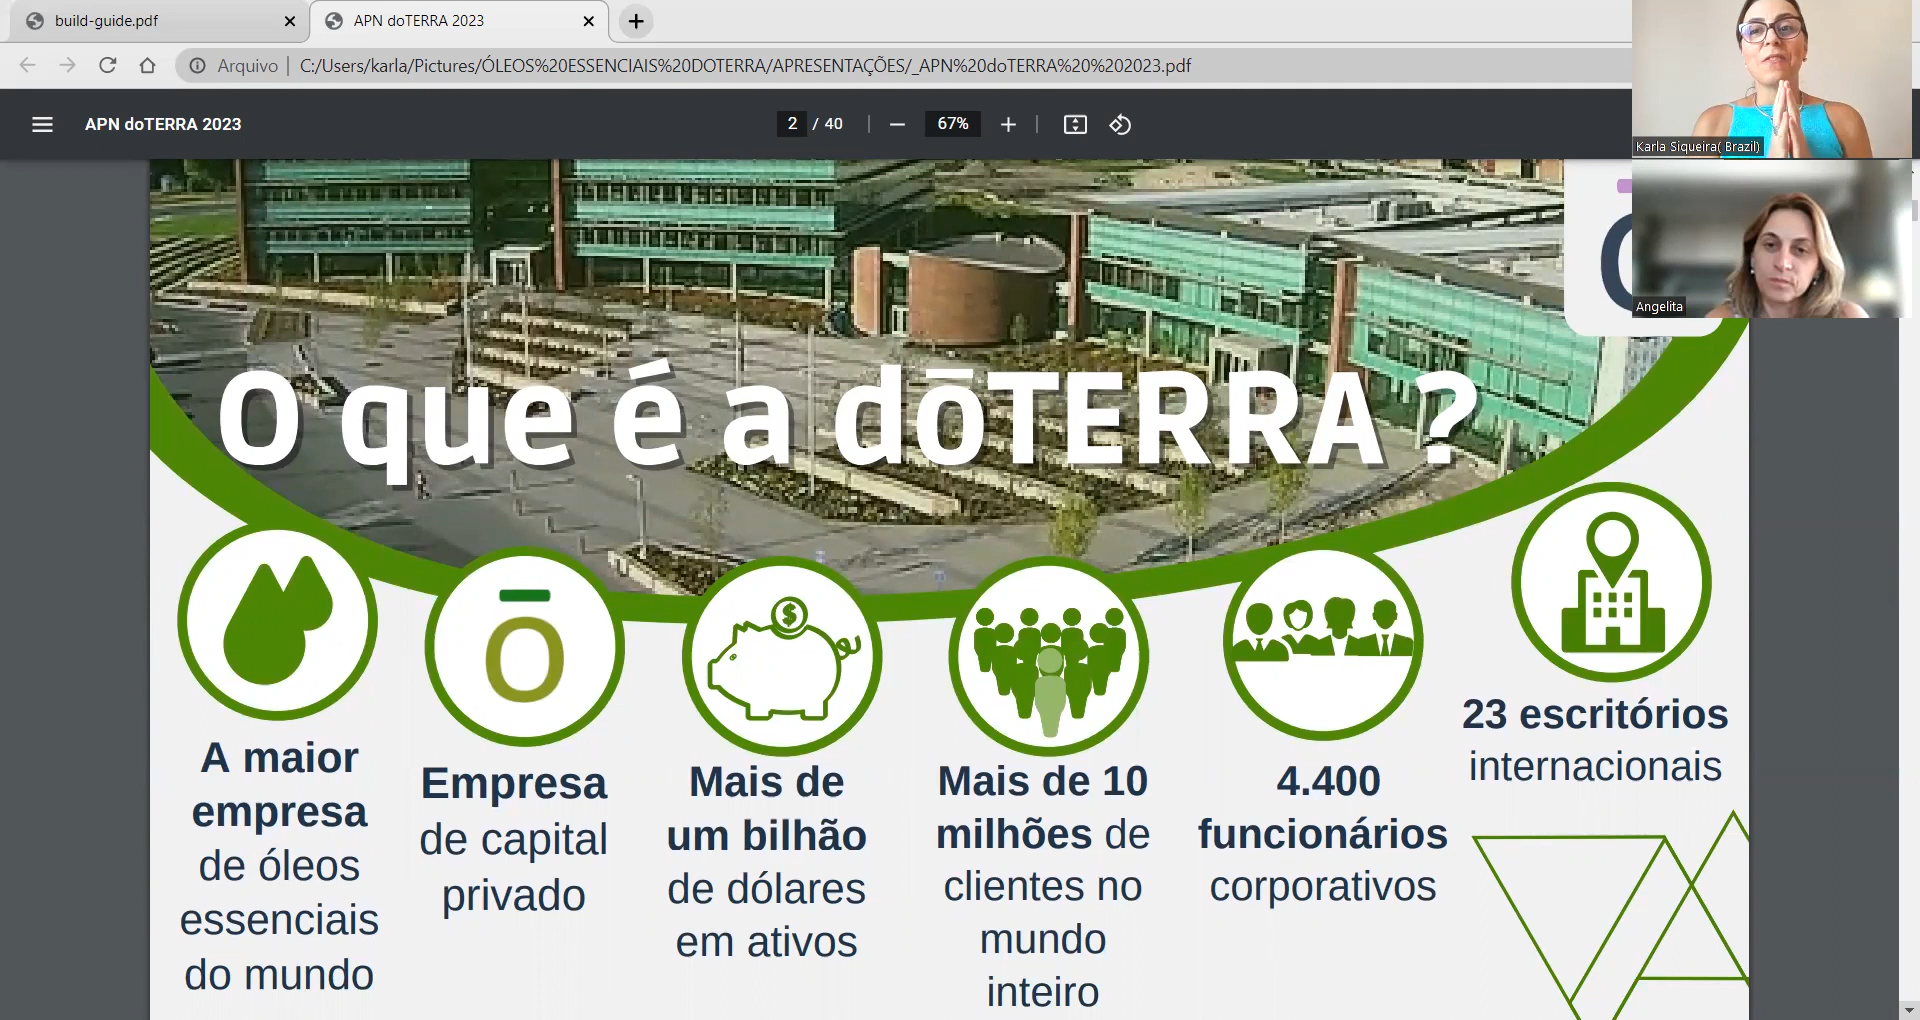 build-guide.pdf
APN doTERRA 2023
Arquivo
C:/Users/karla/Pictures/ÓLEOS%20ESSENCIAIS%20DOTERRA/APRESENTAÇÕES/_APN%20doTERRA%20%202023.pdf
APN doTERRA 2023
2 / 40
67%
Karla Siqueira( Brazil)
Angelita
O que é a dōTERRA ?
A maior
empresa
de óleos
essenciais
do mundo
Empresa
de capital
privado
Mais de
um bilhão
de dólares
em ativos
Mais de 10
milhões de
clientes no
mundo
inteiro
4.400
funcionários
corporativos
23 escritórios
internacionais